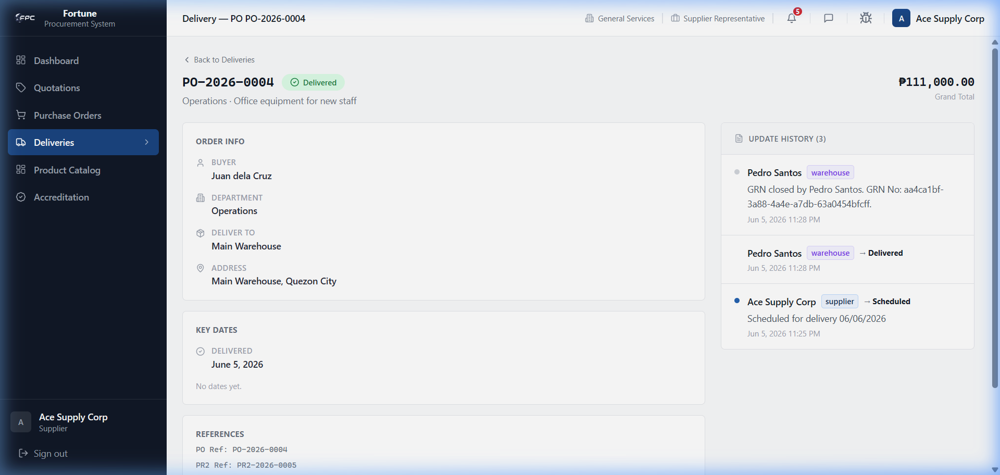 FPC
Fortune
Procurement System
Dashboard
Quotations
Purchase Orders
Deliveries
Product Catalog
Accreditation
A
Ace Supply Corp
Supplier
Sign out
Delivery — PO PO-2026-0004
General Services
Supplier Representative
5
A
Ace Supply Corp
Back to Deliveries
PO-2026-0004
Delivered
Operations · Office equipment for new staff
₱111,000.00
Grand Total
ORDER INFO
BUYER
Juan dela Cruz
DEPARTMENT
Operations
DELIVER TO
Main Warehouse
ADDRESS
Main Warehouse, Quezon City
KEY DATES
DELIVERED
June 5, 2026
No dates yet.
REFERENCES
PO Ref: PO-2026-0004
PR2 Ref: PR2-2026-0005
UPDATE HISTORY (3)
Pedro Santos warehouse
GRN closed by Pedro Santos. GRN No: aa4ca1bf-
3a88-4a4e-a7db-63a0454bfcff.
Jun 5, 2026 11:28 PM
Pedro Santos warehouse → Delivered
Jun 5, 2026 11:28 PM
Ace Supply Corp supplier → Scheduled
Scheduled for delivery 06/06/2026
Jun 5, 2026 11:25 PM